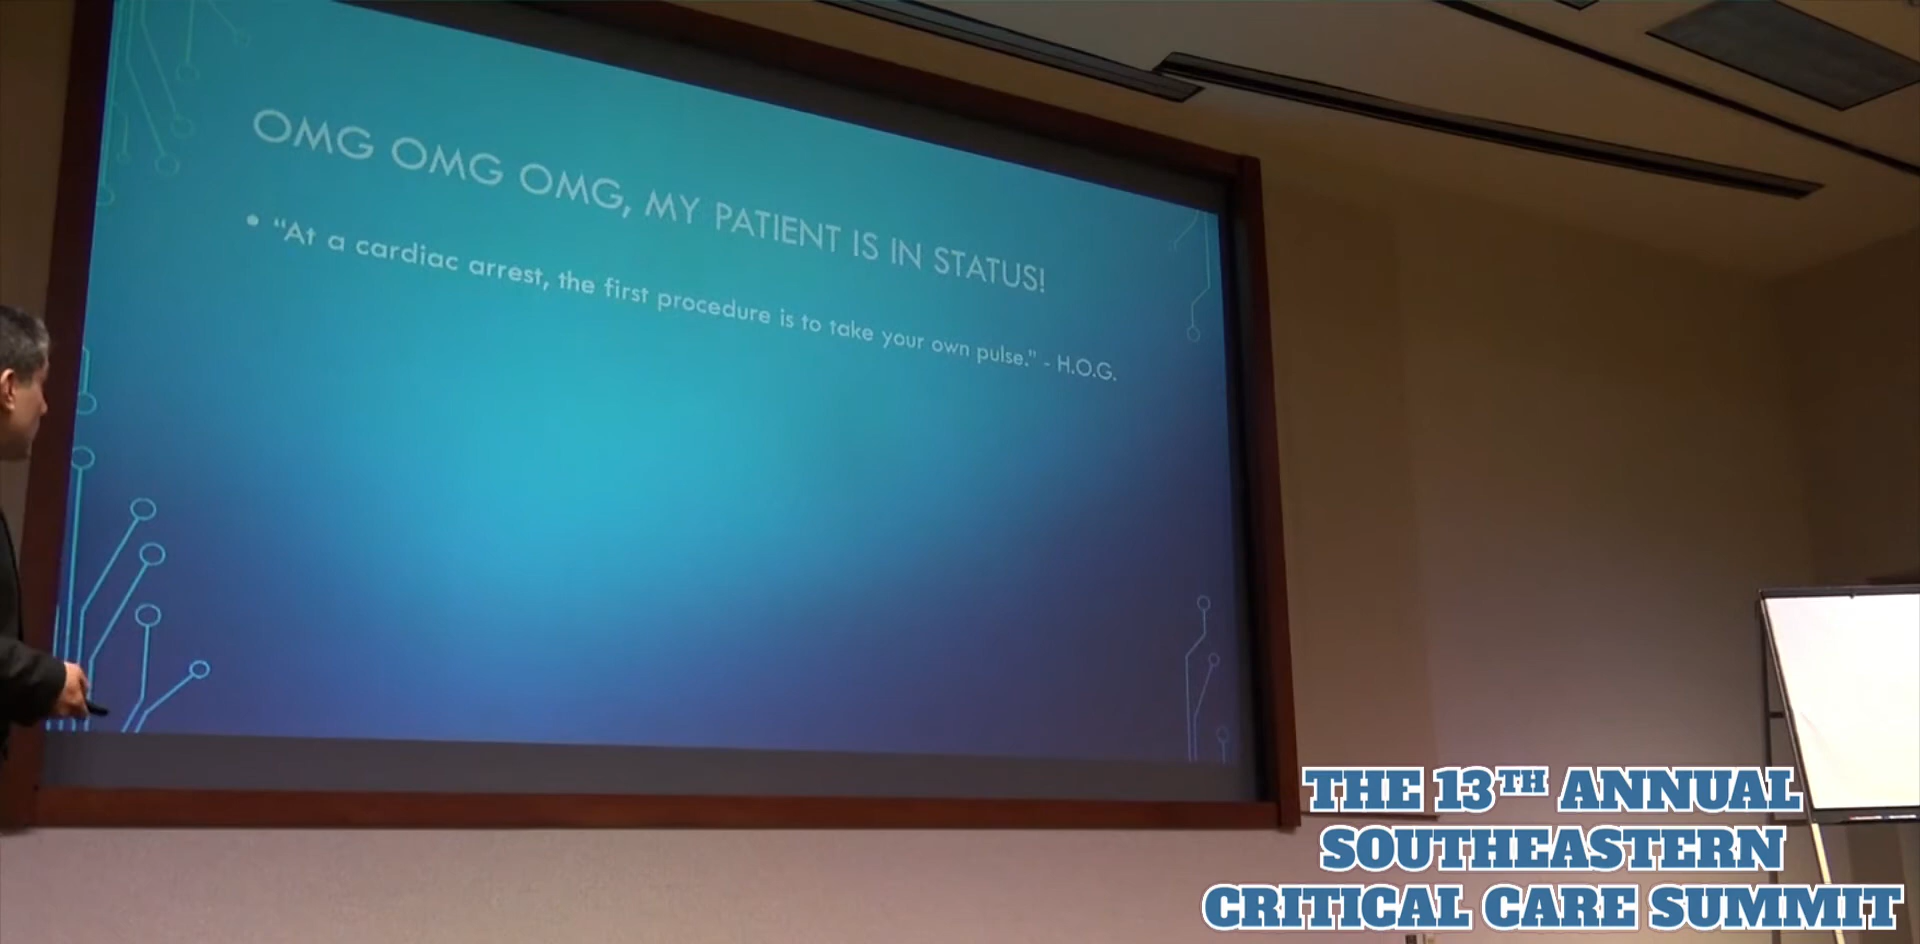 OMG OMG OMG, MY PATIENT IS IN STATUS!
• "At a cardiac arrest, the first procedure is to take your own pulse." - H.O.G.
THE 13TH ANNUAL
SOUTHEASTERN
CRITICAL CARE SUMMIT